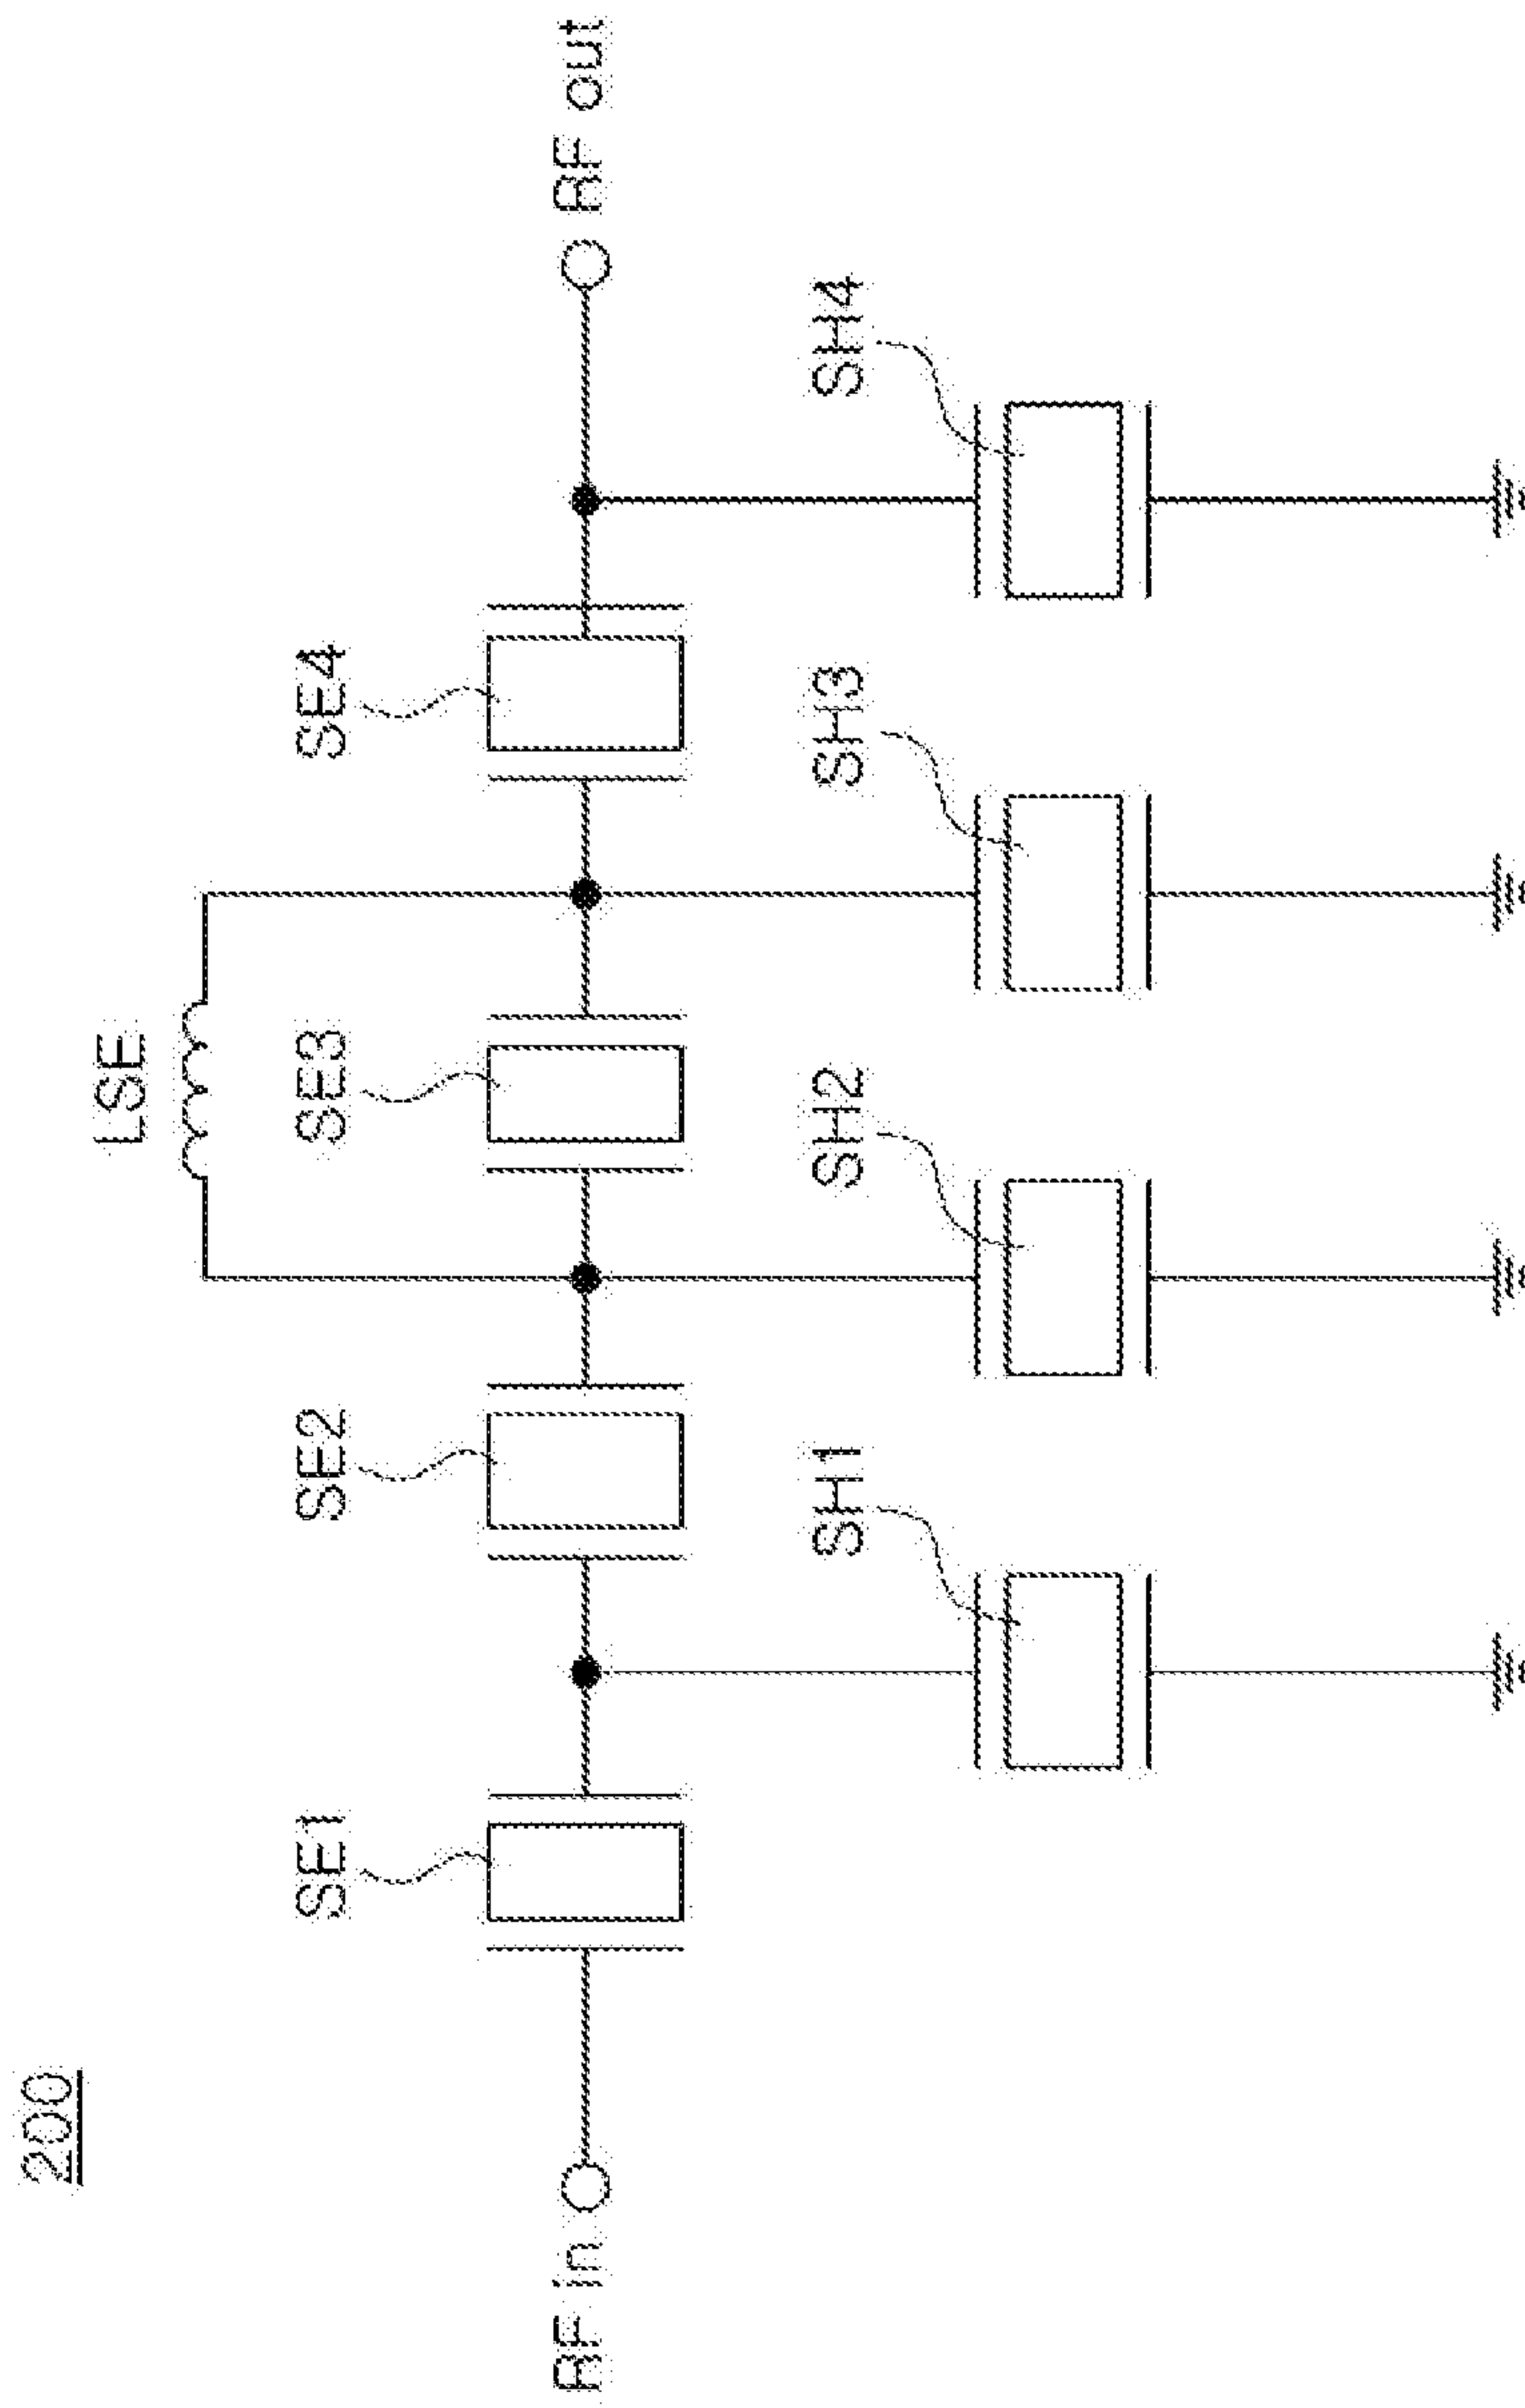 200
LSE
SE1
SE2
SE3
SE4
RF in
RF out
SH1
SH2
SH3
SH4